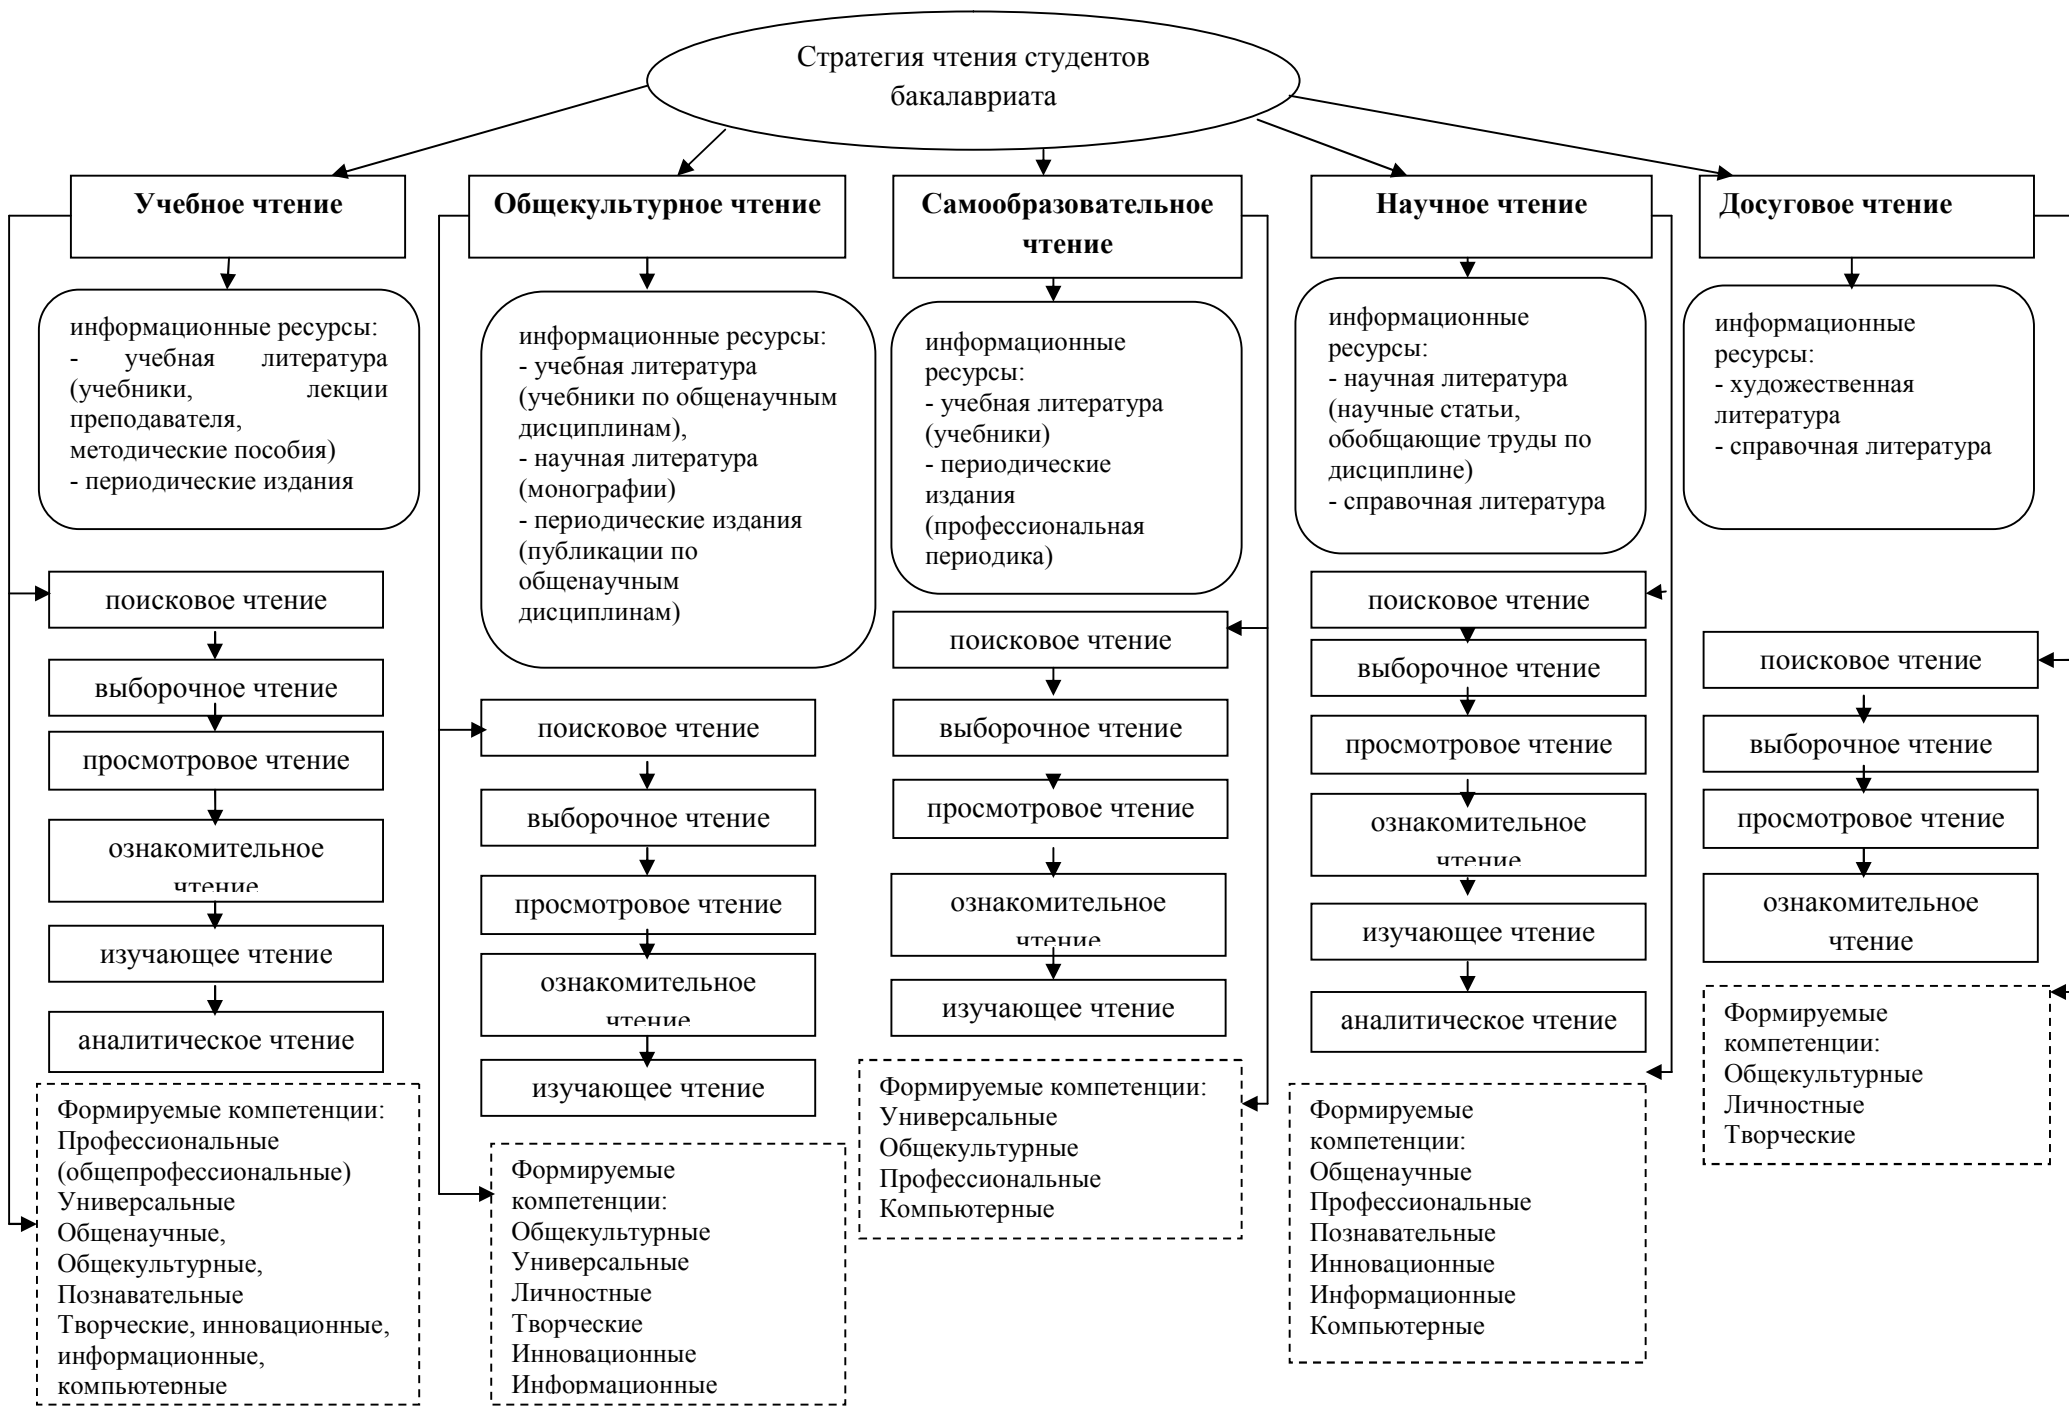 Стратегия чтения студентов
бакалавриата
Учебное чтение
информационные ресурсы:
- учебная литература
(учебники, лекции
преподавателя,
методические пособия)
- периодические издания
поисковое чтение
выборочное чтение
просмотровое чтение
ознакомительное
чтение
изучающее чтение
аналитическое чтение
Формируемые компетенции:
Профессиональные
(общепрофессиональные)
Универсальные
Общенаучные,
Общекультурные,
Познавательные
Творческие, инновационные,
информационные,
компьютерные
Общекультурное чтение
информационные ресурсы:
- учебная литература
(учебники по общенаучным
дисциплинам),
- научная литература
(монографии)
- периодические издания
(публикации по
общенаучным
дисциплинам)
поисковое чтение
выборочное чтение
просмотровое чтение
ознакомительное
чтение
изучающее чтение
Формируемые
компетенции:
Общекультурные
Универсальные
Личностные
Творческие
Инновационные
Информационные
Самообразовательное
чтение
информационные
ресурсы:
- учебная литература
(учебники)
- периодические
издания
(профессиональная
периодика)
поисковое чтение
выборочное чтение
просмотровое чтение
ознакомительное
чтение
изучающее чтение
Формируемые компетенции:
Универсальные
Общекультурные
Профессиональные
Компьютерные
Научное чтение
информационные
ресурсы:
- научная литература
(научные статьи,
обобщающие труды по
дисциплине)
- справочная литература
поисковое чтение
выборочное чтение
просмотровое чтение
ознакомительное
чтение
изучающее чтение
аналитическое чтение
Формируемые
компетенции:
Общенаучные
Профессиональные
Познавательные
Инновационные
Информационные
Компьютерные
Досуговое чтение
информационные
ресурсы:
- художественная
литература
- справочная литература
поисковое чтение
выборочное чтение
просмотровое чтение
ознакомительное
чтение
Формируемые
компетенции:
Общекультурные
Личностные
Творческие